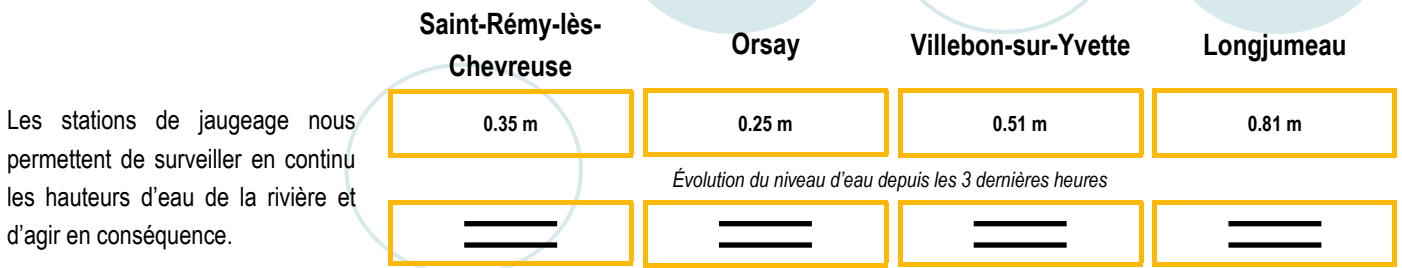 Saint-Rémy-lès-
Chevreuse
Orsay
Villebon-sur-Yvette
Longjumeau
Les stations de jaugeage nous
permettent de surveiller en continu
les hauteurs d'eau de la rivière et
d'agir en conséquence.
0.35 m
0.25 m
0.51 m
0.81 m
Évolution du niveau d'eau depuis les 3 dernières heures